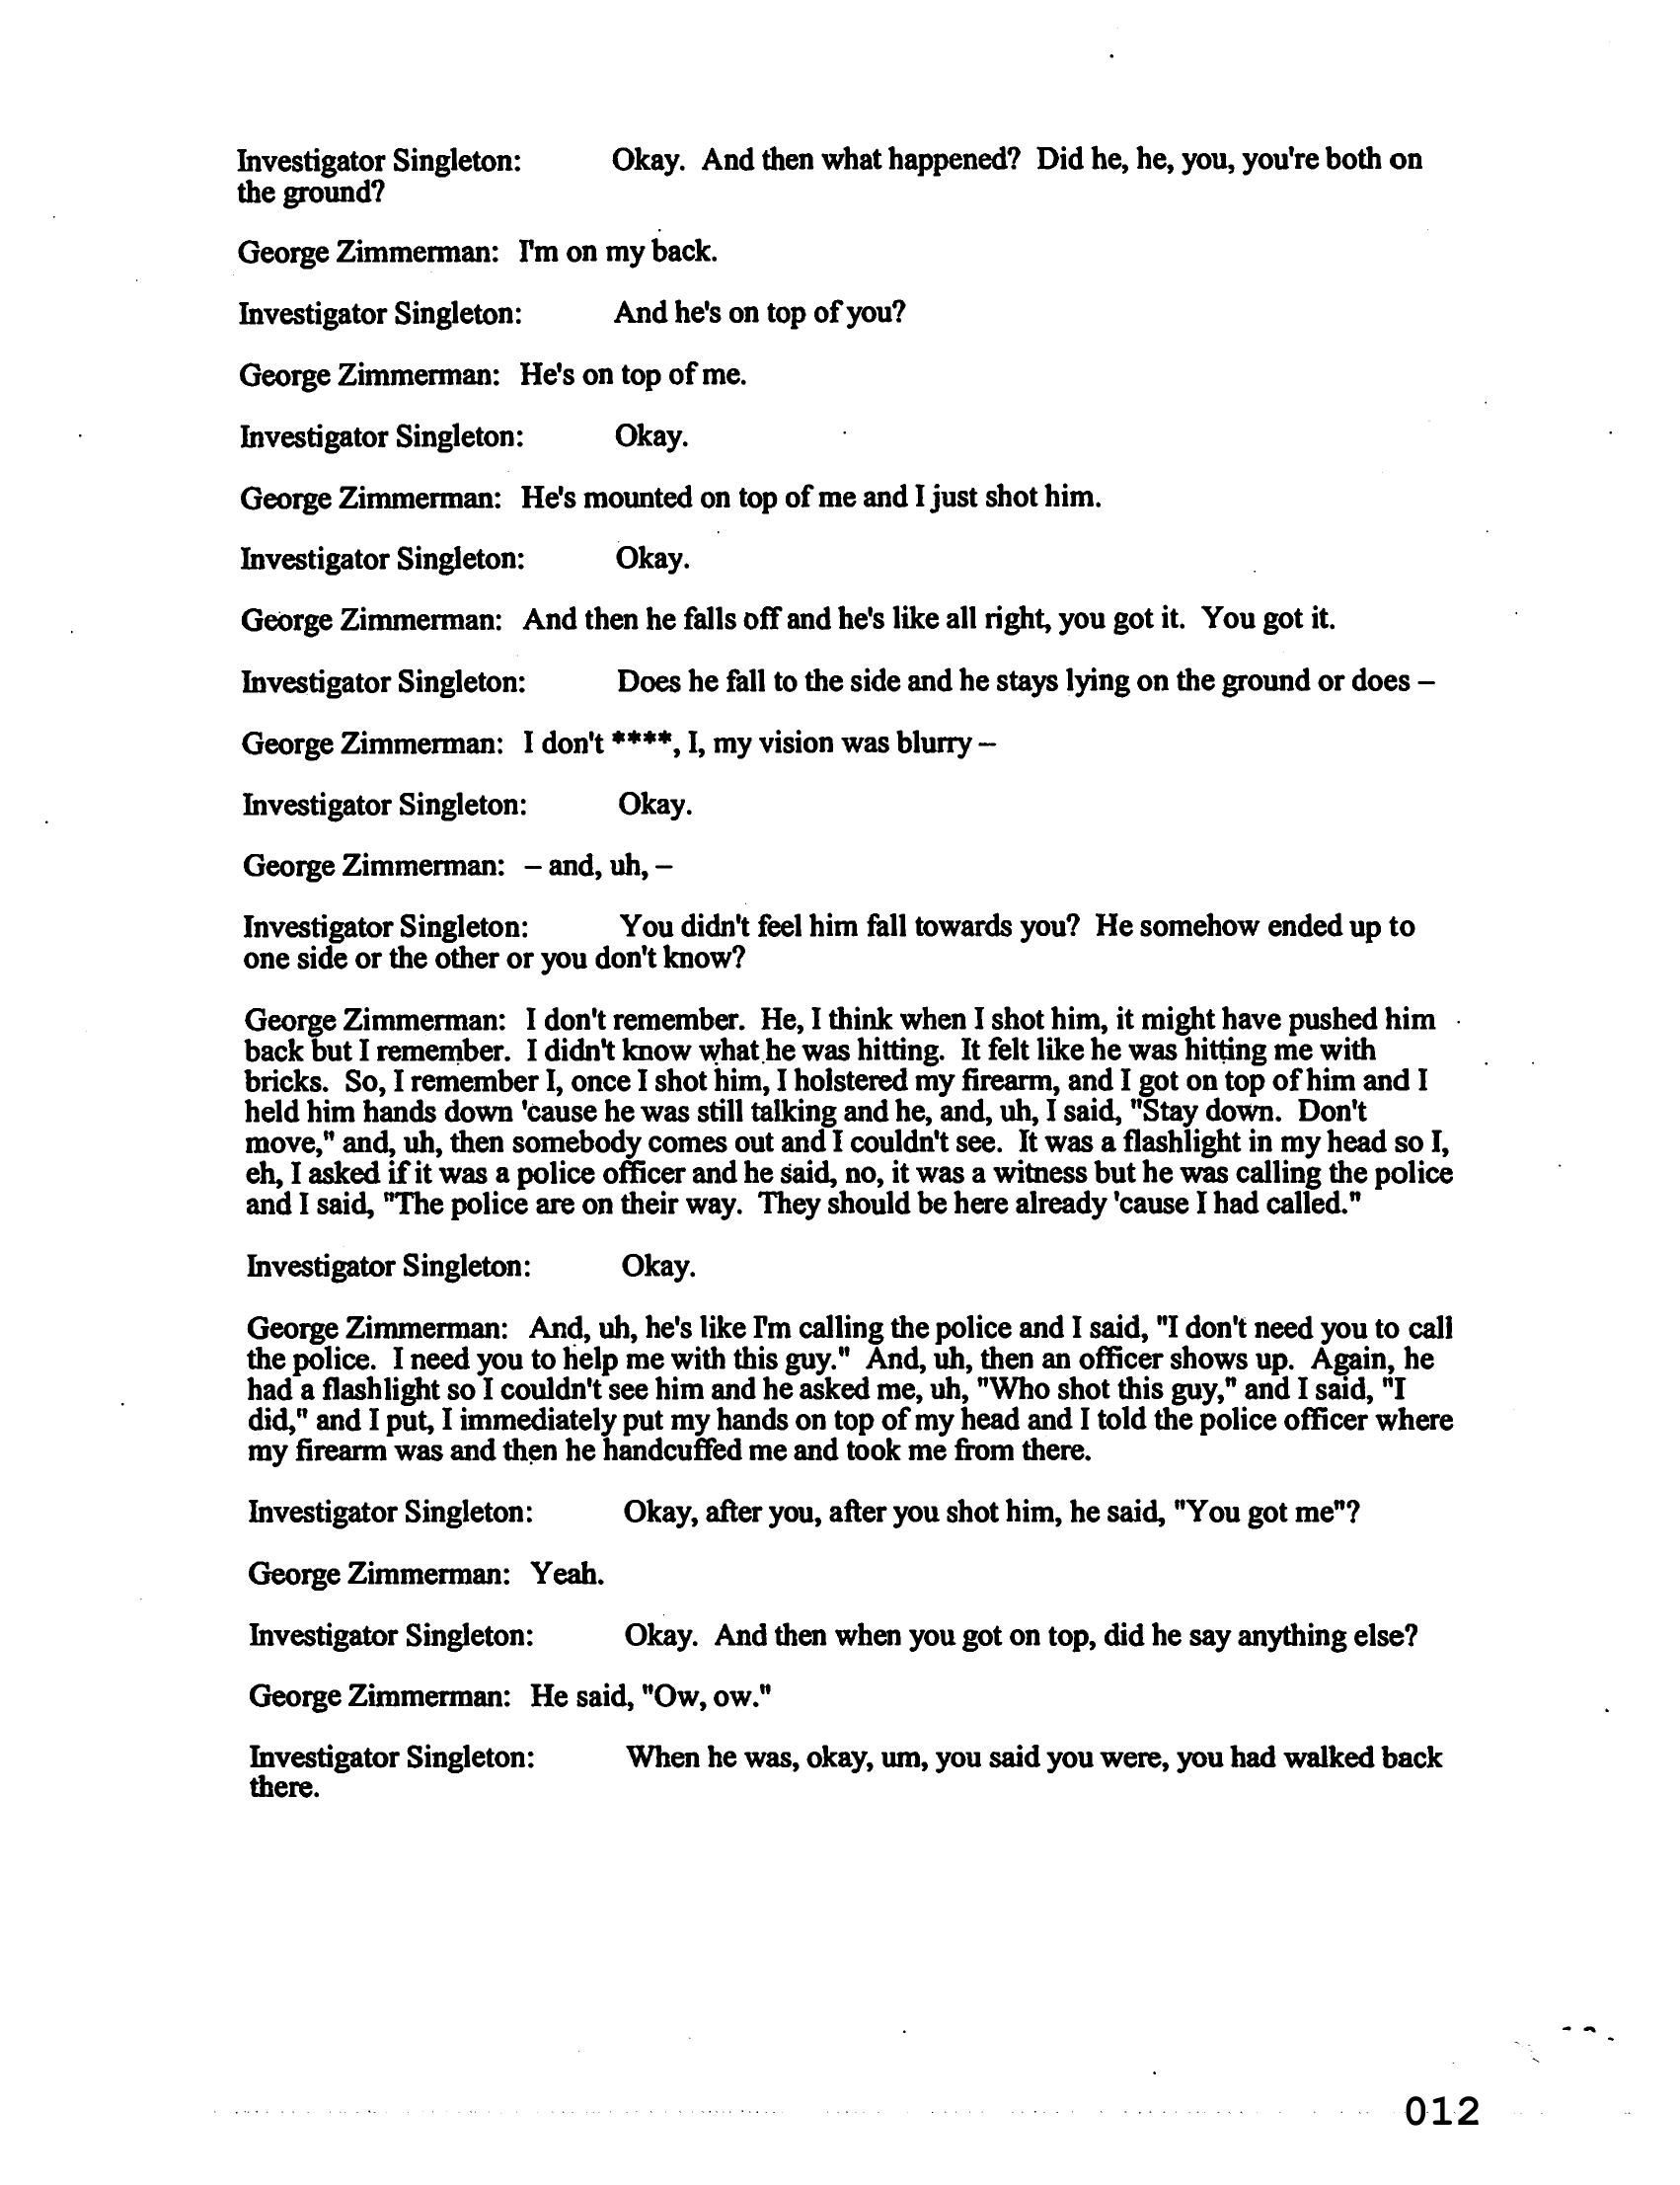 Investigator Singleton: Okay. And then what happened? Did he, he, you, you're both on
the ground?
George Zimmerman: I'm on my back.
Investigator Singleton: And he's on top of you?
George Zimmerman: He's on top of me.
Investigator Singleton: Okay.
George Zimmerman: He's mounted on top of me and I just shot him.
Investigator Singleton: Okay.
George Zimmerman: And then he falls off and he's like all right, you got it. You got it.
Investigator Singleton: Does he fall to the side and he stays lying on the ground or does –
George Zimmerman: I don't ****, I, my vision was blurry –
Investigator Singleton: Okay.
George Zimmerman: – and, uh, –
Investigator Singleton: You didn't feel him fall towards you? He somehow ended up to
one side or the other or you don't know?
George Zimmerman: I don't remember. He, I think when I shot him, it might have pushed him
back but I remember. I didn't know what he was hitting. It felt like he was hitting me with
bricks. So, I remember I, once I shot him, I holstered my firearm, and I got on top of him and I
held him hands down 'cause he was still talking and he, and, uh, I said, "Stay down. Don't
move," and, uh, then somebody comes out and I couldn't see. It was a flashlight in my head so I,
eh, I asked if it was a police officer and he said, no, it was a witness but he was calling the police
and I said, "The police are on their way. They should be here already 'cause I had called."
Investigator Singleton: Okay.
George Zimmerman: And, uh, he's like I'm calling the police and I said, "I don't need you to call
the police. I need you to help me with this guy." And, uh, then an officer shows up. Again, he
had a flashlight so I couldn't see him and he asked me, uh, "Who shot this guy," and I said, "I
did," and I put, I immediately put my hands on top of my head and I told the police officer where
my firearm was and then he handcuffed me and took me from there.
Investigator Singleton: Okay, after you, after you shot him, he said, "You got me"?
George Zimmerman: Yeah.
Investigator Singleton: Okay. And then when you got on top, did he say anything else?
George Zimmerman: He said, "Ow, ow."
Investigator Singleton: When he was, okay, um, you said you were, you had walked back
there.
012